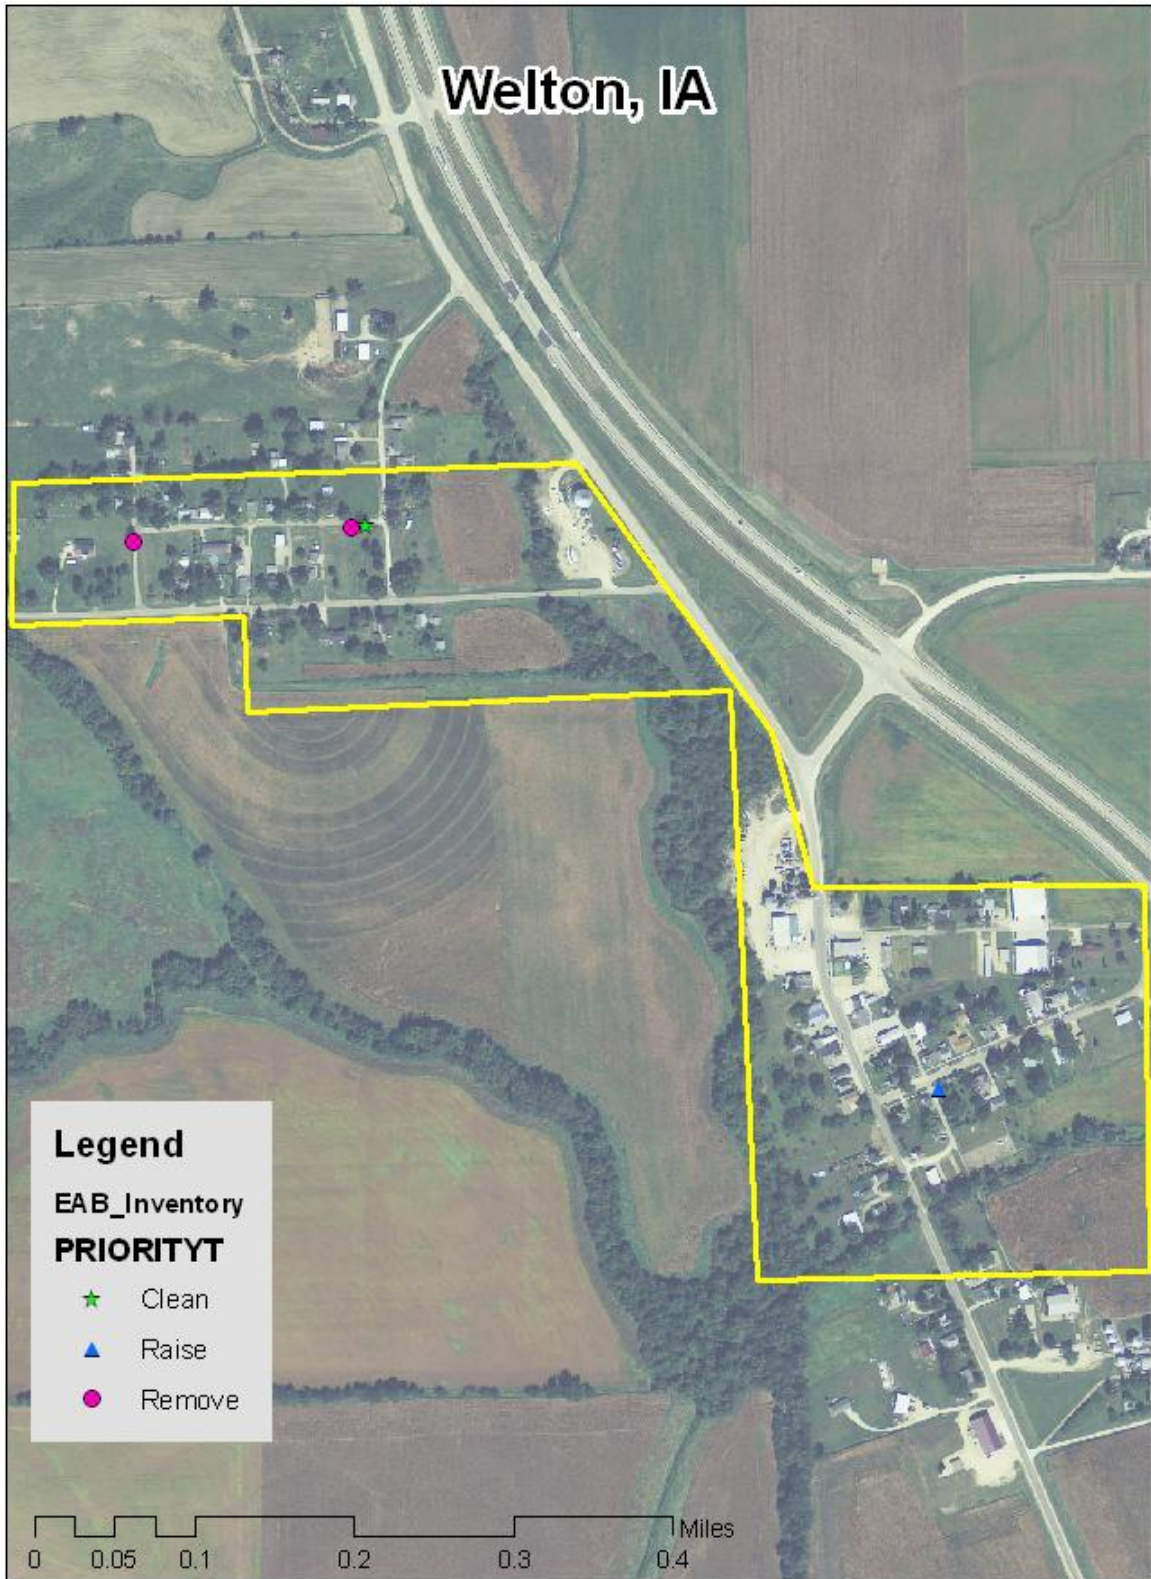 Welton, IA
Legend
EAB_Inventory
PRIORITYT
Clean
Raise
Remove
Miles
0 0.05 0.1 0.2 0.3 0.4